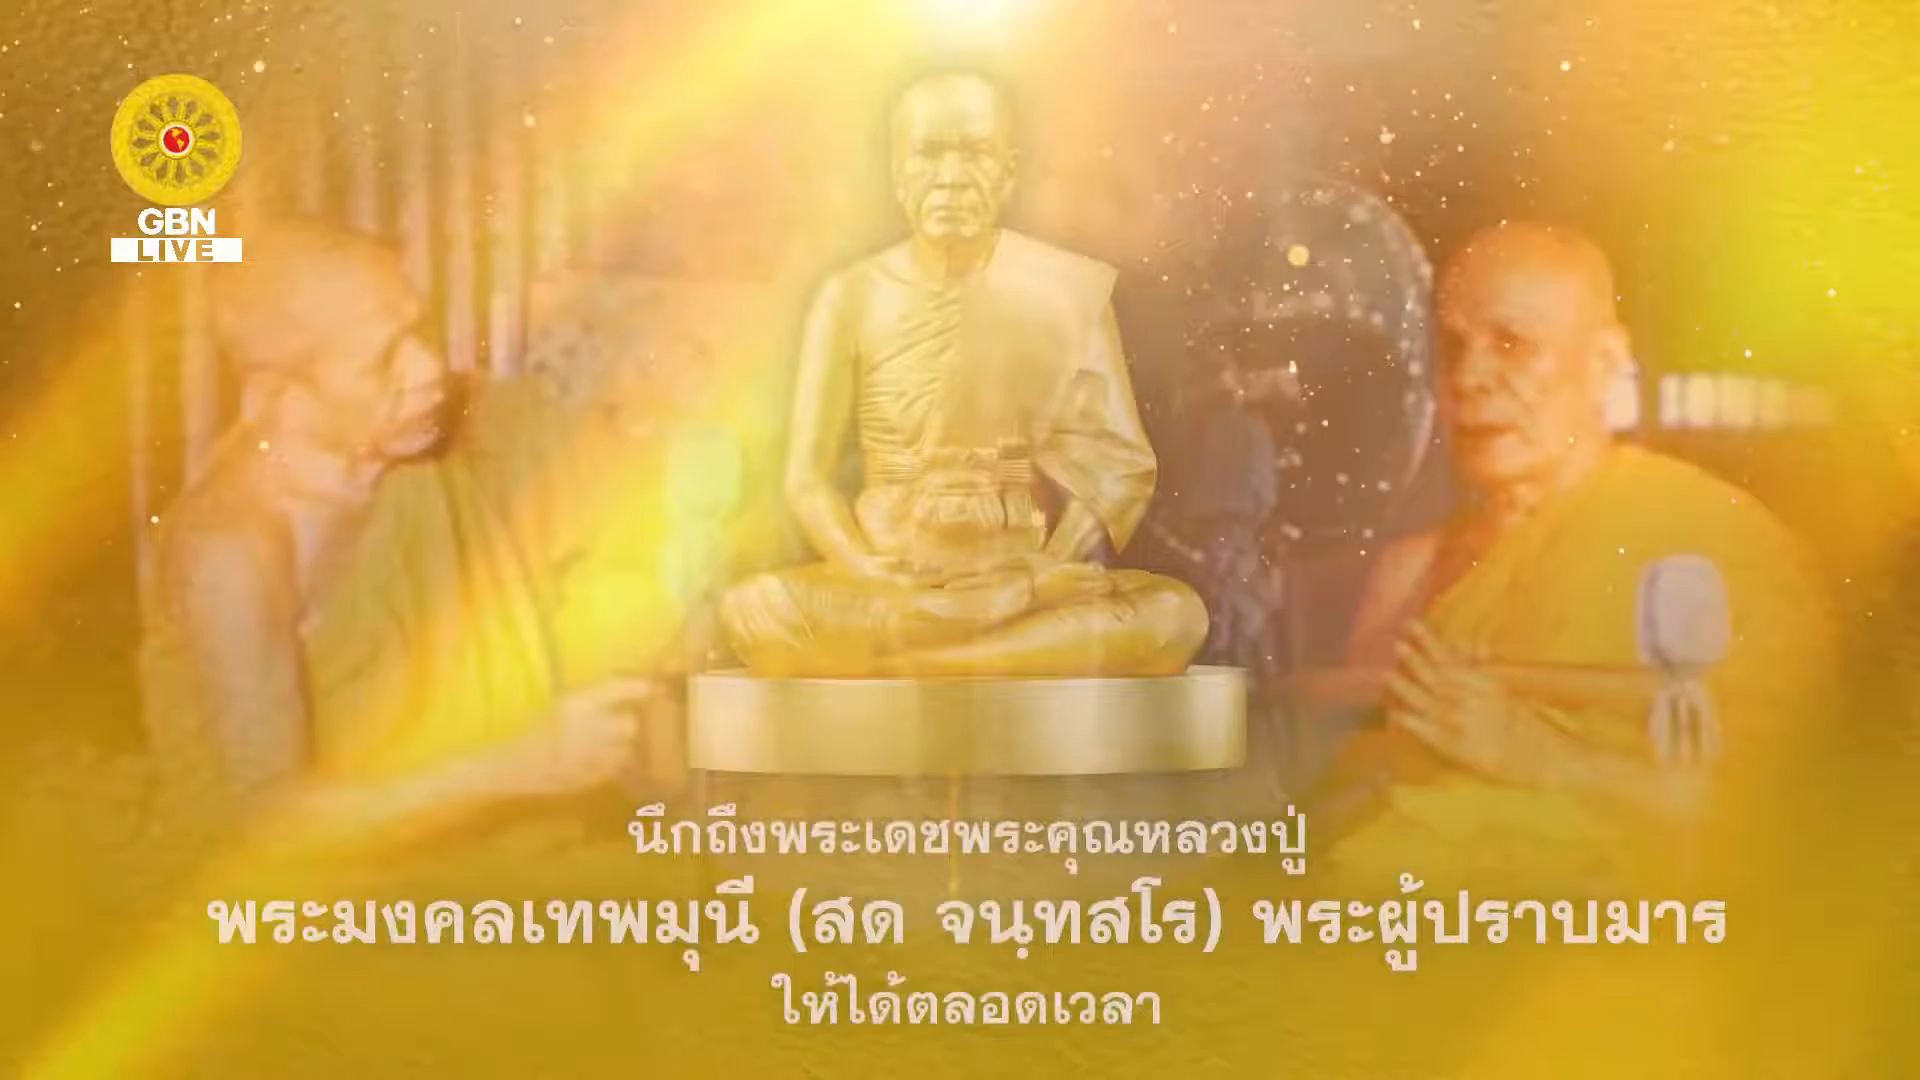 GBN
LIVE
นึกถึงพระเดชพระคุณหลวงปู่
พระมงคลเทพมุนี (สด จนฺทสโร) พระผู้ปราบมาร
ให้ได้ตลอดเวลา